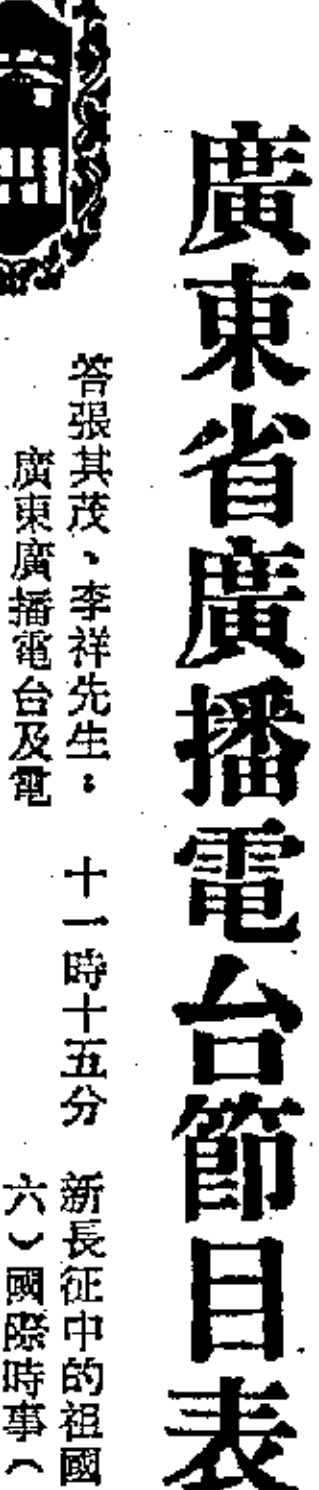 廣東省廣播電台節目表
答張其茂、李祥先生：
廣東廣播電台及電
十一時十五分
新長征中的祖國
六）國際時事（